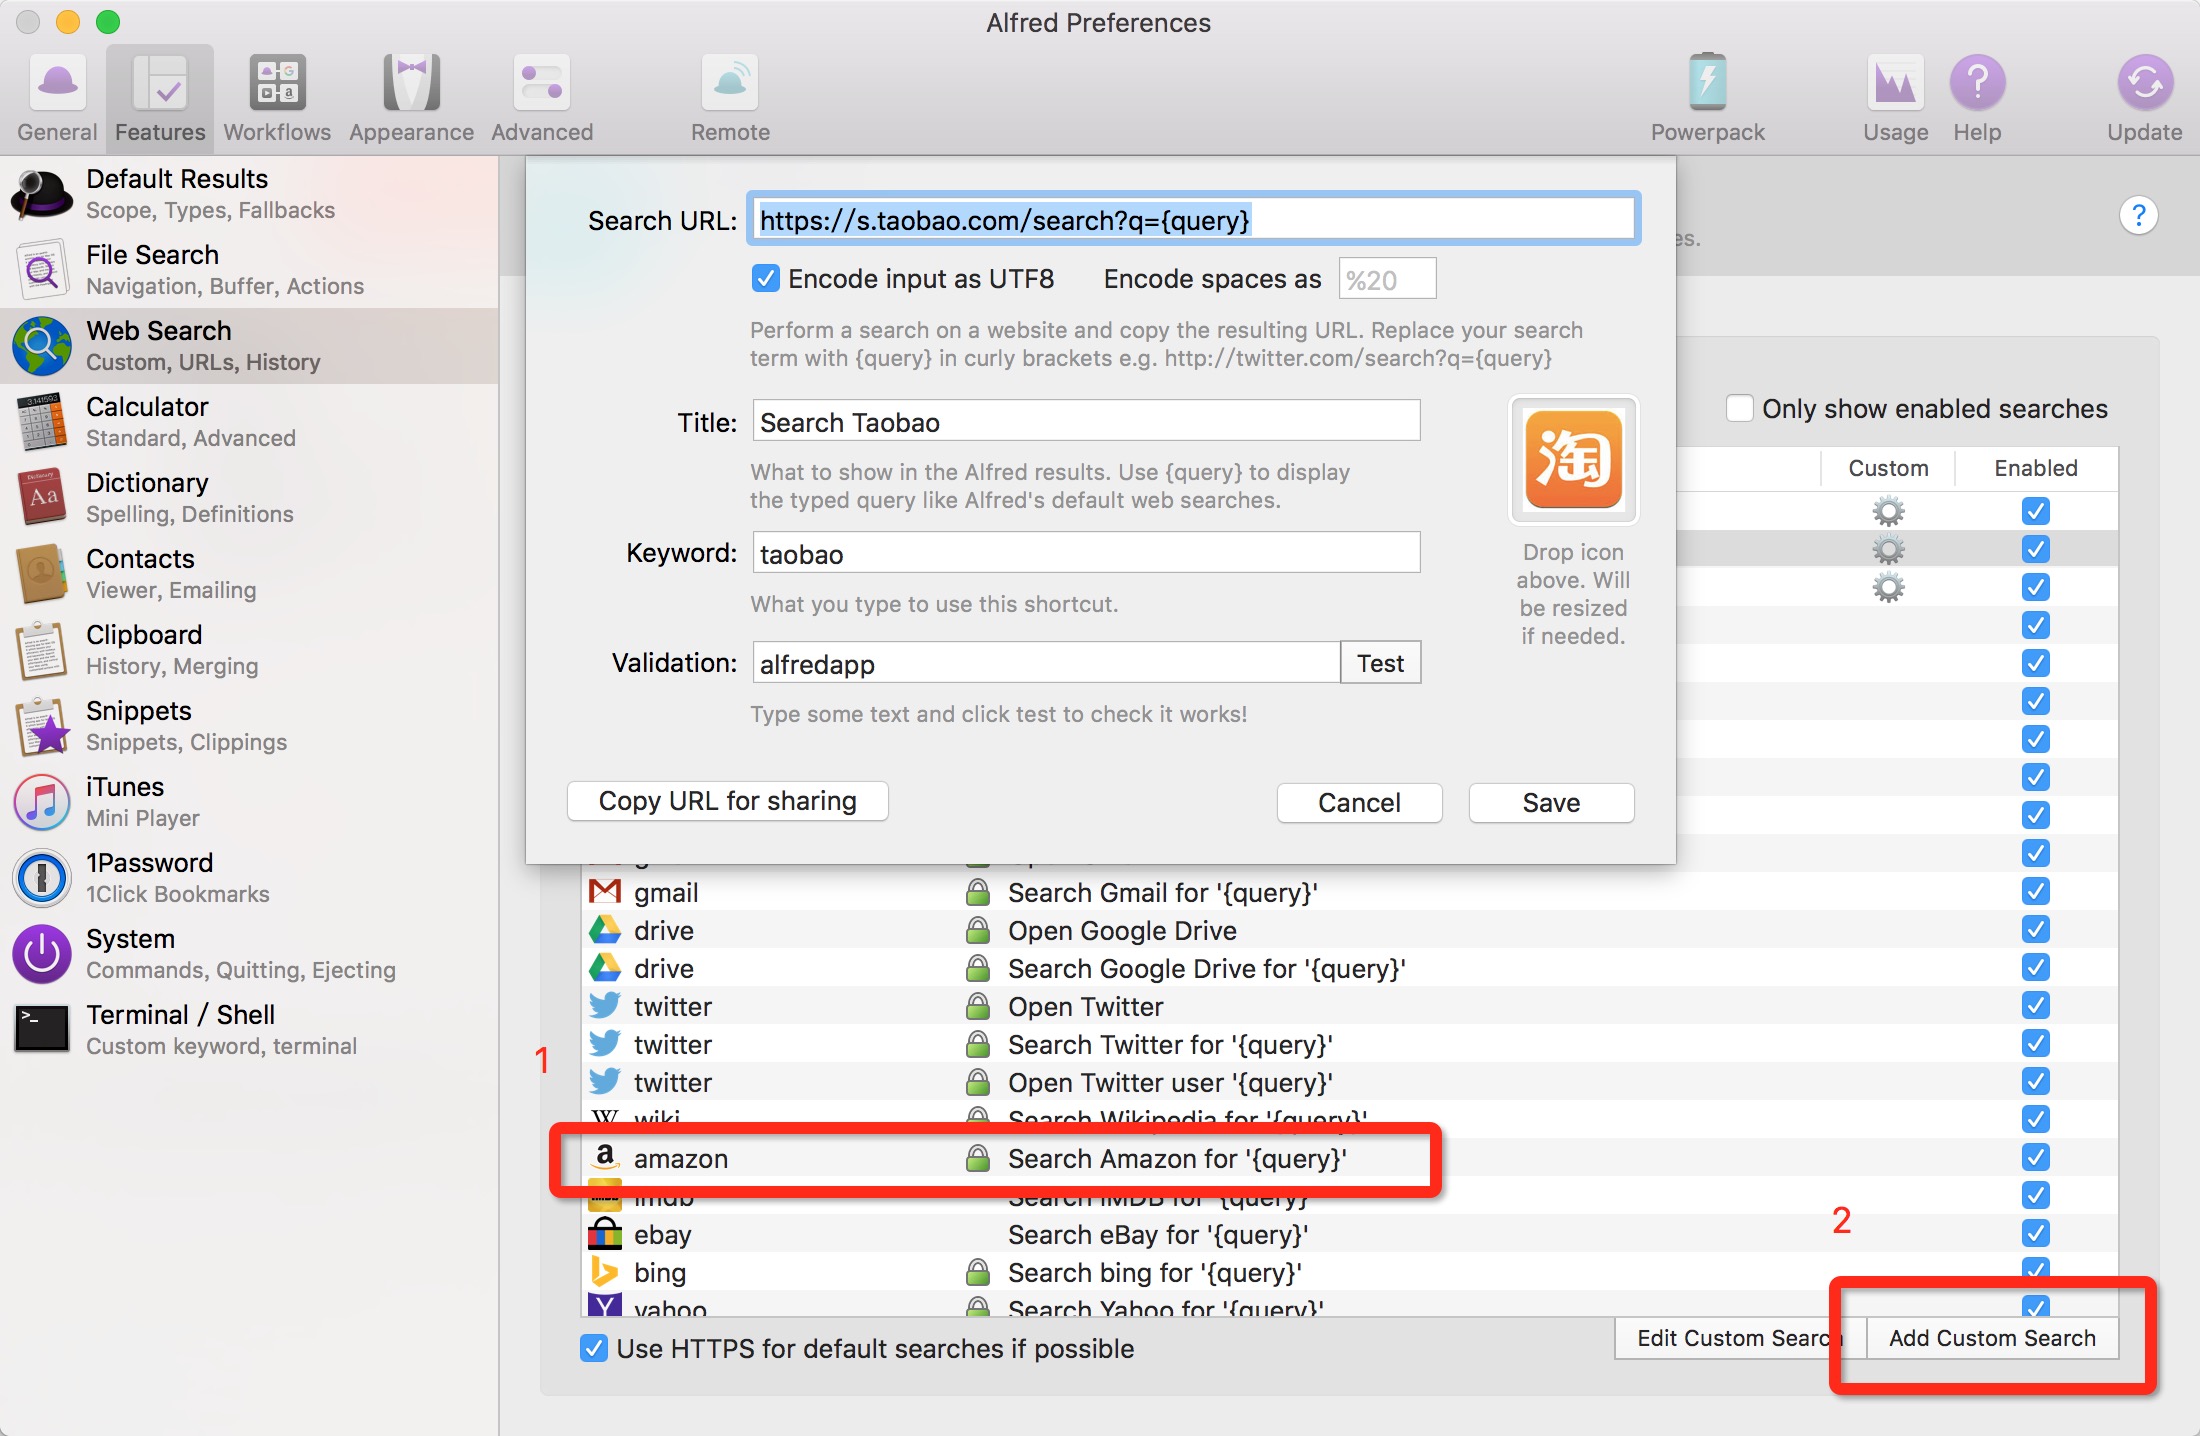 Alfred Preferences
General
Features
Workflows
Appearance
Advanced
Remote
Powerpack
Usage
Help
Update
Default Results
Scope, Types, Fallbacks
File Search
Navigation, Buffer, Actions
Web Search
Custom, URLs, History
Calculator
Standard, Advanced
Dictionary
Spelling, Definitions
Contacts
Viewer, Emailing
Clipboard
History, Merging
Snippets
Snippets, Clippings
iTunes
Mini Player
1Password
1Click Bookmarks
System
Commands, Quitting, Ejecting
Terminal / Shell
Custom keyword, terminal
Search URL: https://s.taobao.com/search?q={query}
Encode input as UTF8 Encode spaces as %20
Perform a search on a website and copy the resulting URL. Replace your search
term with {query} in curly brackets e.g. http://twitter.com/search?q={query}
Title: Search Taobao
What to show in the Alfred results. Use {query} to display
the typed query like Alfred's default web searches.
Keyword: taobao
What you type to use this shortcut.
Validation: alfredapp Test
Type some text and click test to check it works!
淘
Drop icon
above. Will
be resized
if needed.
Copy URL for sharing Cancel Save
es.
?
Only show enabled searches
Custom Enabled
gmail Search Gmail for '{query}'
drive Open Google Drive
drive Search Google Drive for '{query}'
twitter Open Twitter
twitter Search Twitter for '{query}'
1
twitter Open Twitter user '{query}'
wiki Search Wikipedia for '{query}'
amazon Search Amazon for '{query}'
imdb Search IMDB for '{query}'
2
ebay Search eBay for '{query}'
bing Search bing for '{query}'
yahoo Search Yahoo for '{query}'
Use HTTPS for default searches if possible
Edit Custom Search Add Custom Search